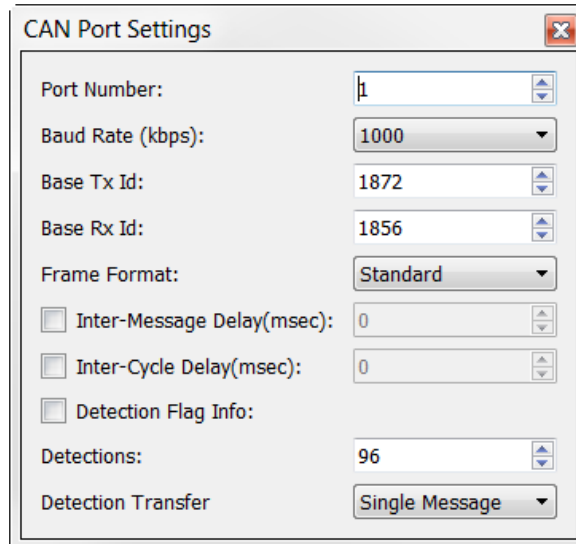 CAN Port Settings
Port Number: 1
Baud Rate (kbps): 1000
Base Tx Id: 1872
Base Rx Id: 1856
Frame Format: Standard
Inter-Message Delay(msec): 0
Inter-Cycle Delay(msec): 0
Detection Flag Info:
Detections: 96
Detection Transfer Single Message